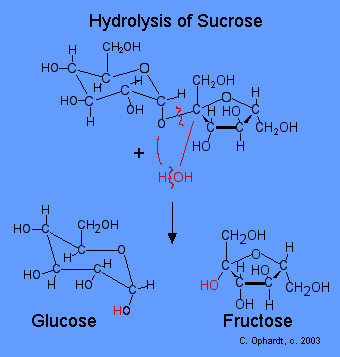 Hydrolysis of Sucrose
CH2OH
H
HO C C O H
C C C
HO H
H OH O
CH2OH
O H
C C
C C
H HO
HO H
CH2OH
+
H OH
H
HO C CH2OH
C O
HO C C H
H OH C
H
HO
CH2OH
O H
C C
HO H HO
C C CH2OH
OH H
Glucose
Fructose
C. Ophardt, c. 2003